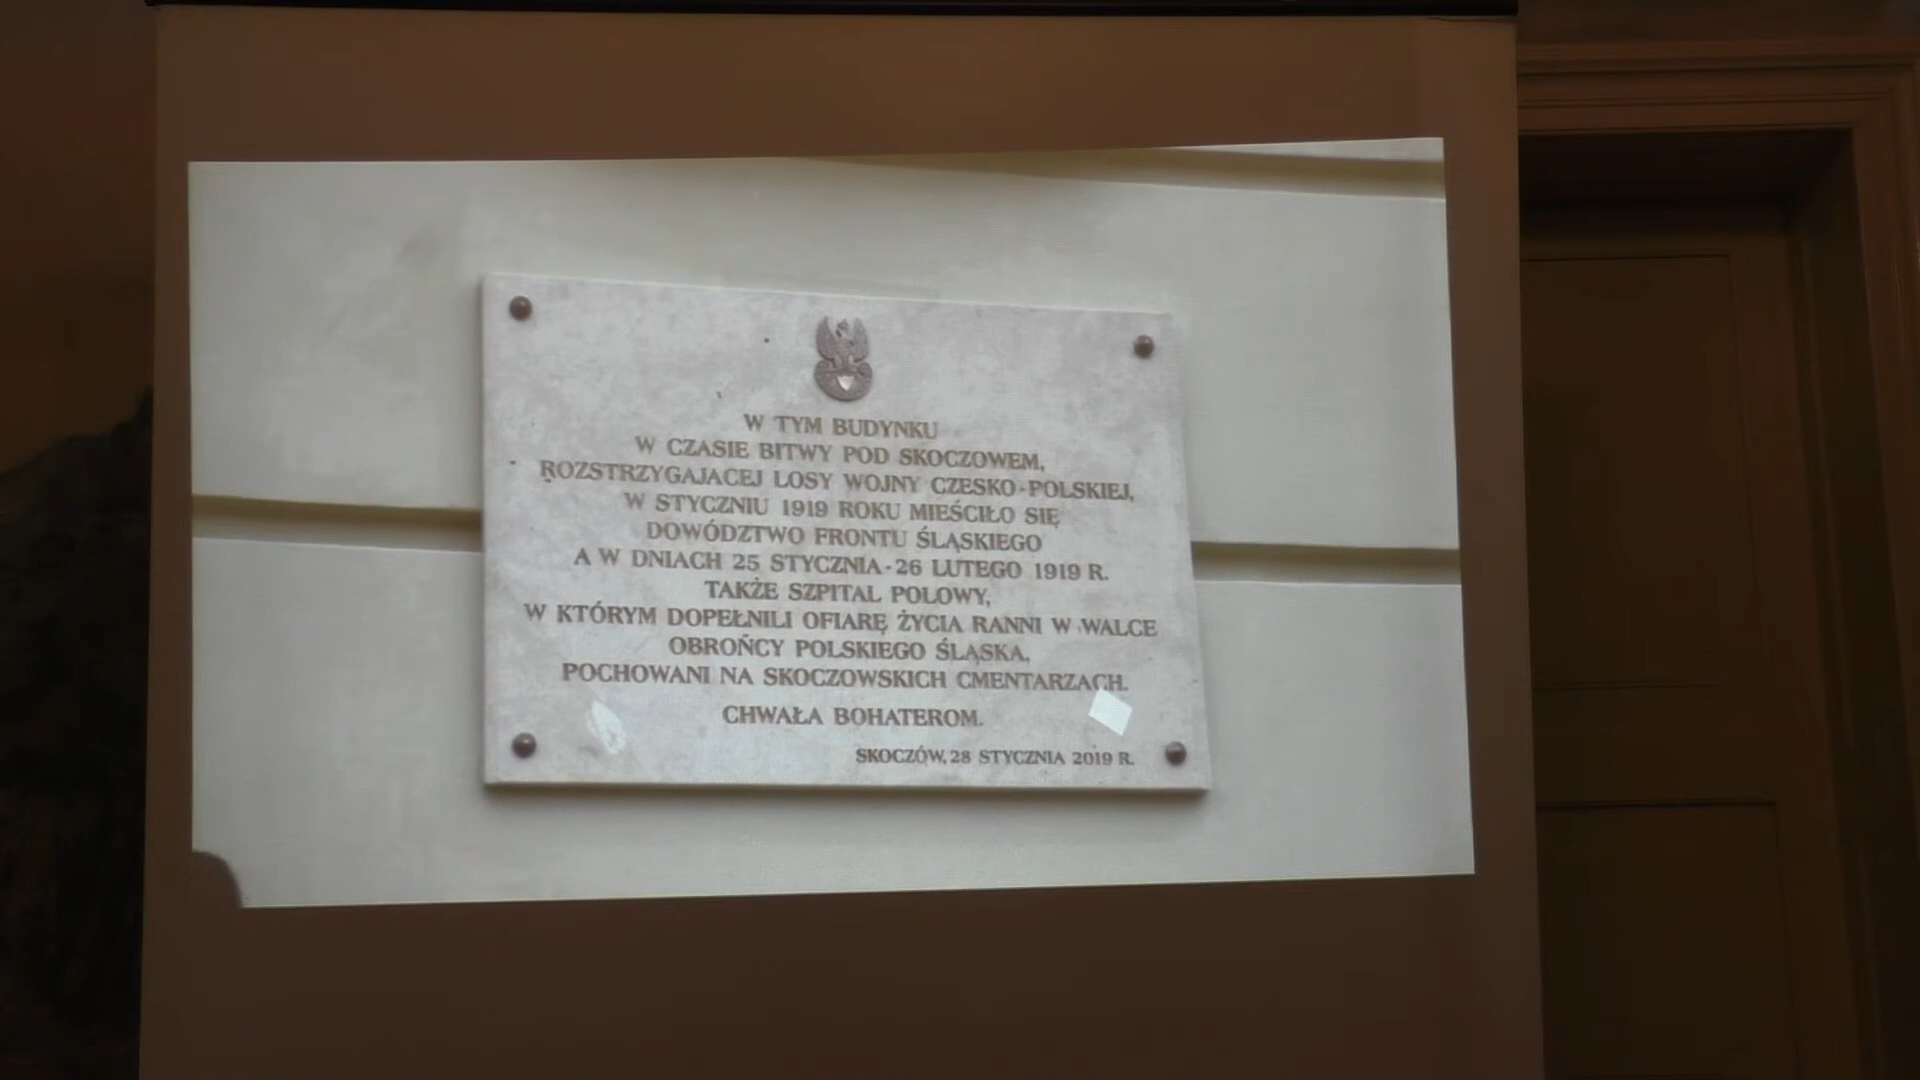 W TYM BUDYNKU
W CZASIE BITWY POD SKOCZOWEM,
ROZSTRZYGAJĄCEJ LOSY WOJNY CZESKO-POLSKIEJ,
W STYCZNIU 1919 ROKU MIEŚCIŁO SIĘ
DOWÓDZTWO FRONTU ŚLĄSKIEGO
A W DNIACH 25 STYCZNIA-26 LUTEGO 1919 R.
TAKŻE SZPITAL POLOWY,
W KTÓRYM DOPEŁNILI OFIARĘ ŻYCIA RANNI W WALCE
OBROŃCY POLSKIEGO ŚLĄSKA,
POCHOWANI NA SKOCZOWSKICH CMENTARZACH.
CHWAŁA BOHATEROM.
SKOCZÓW, 28 STYCZNIA 2019 R.